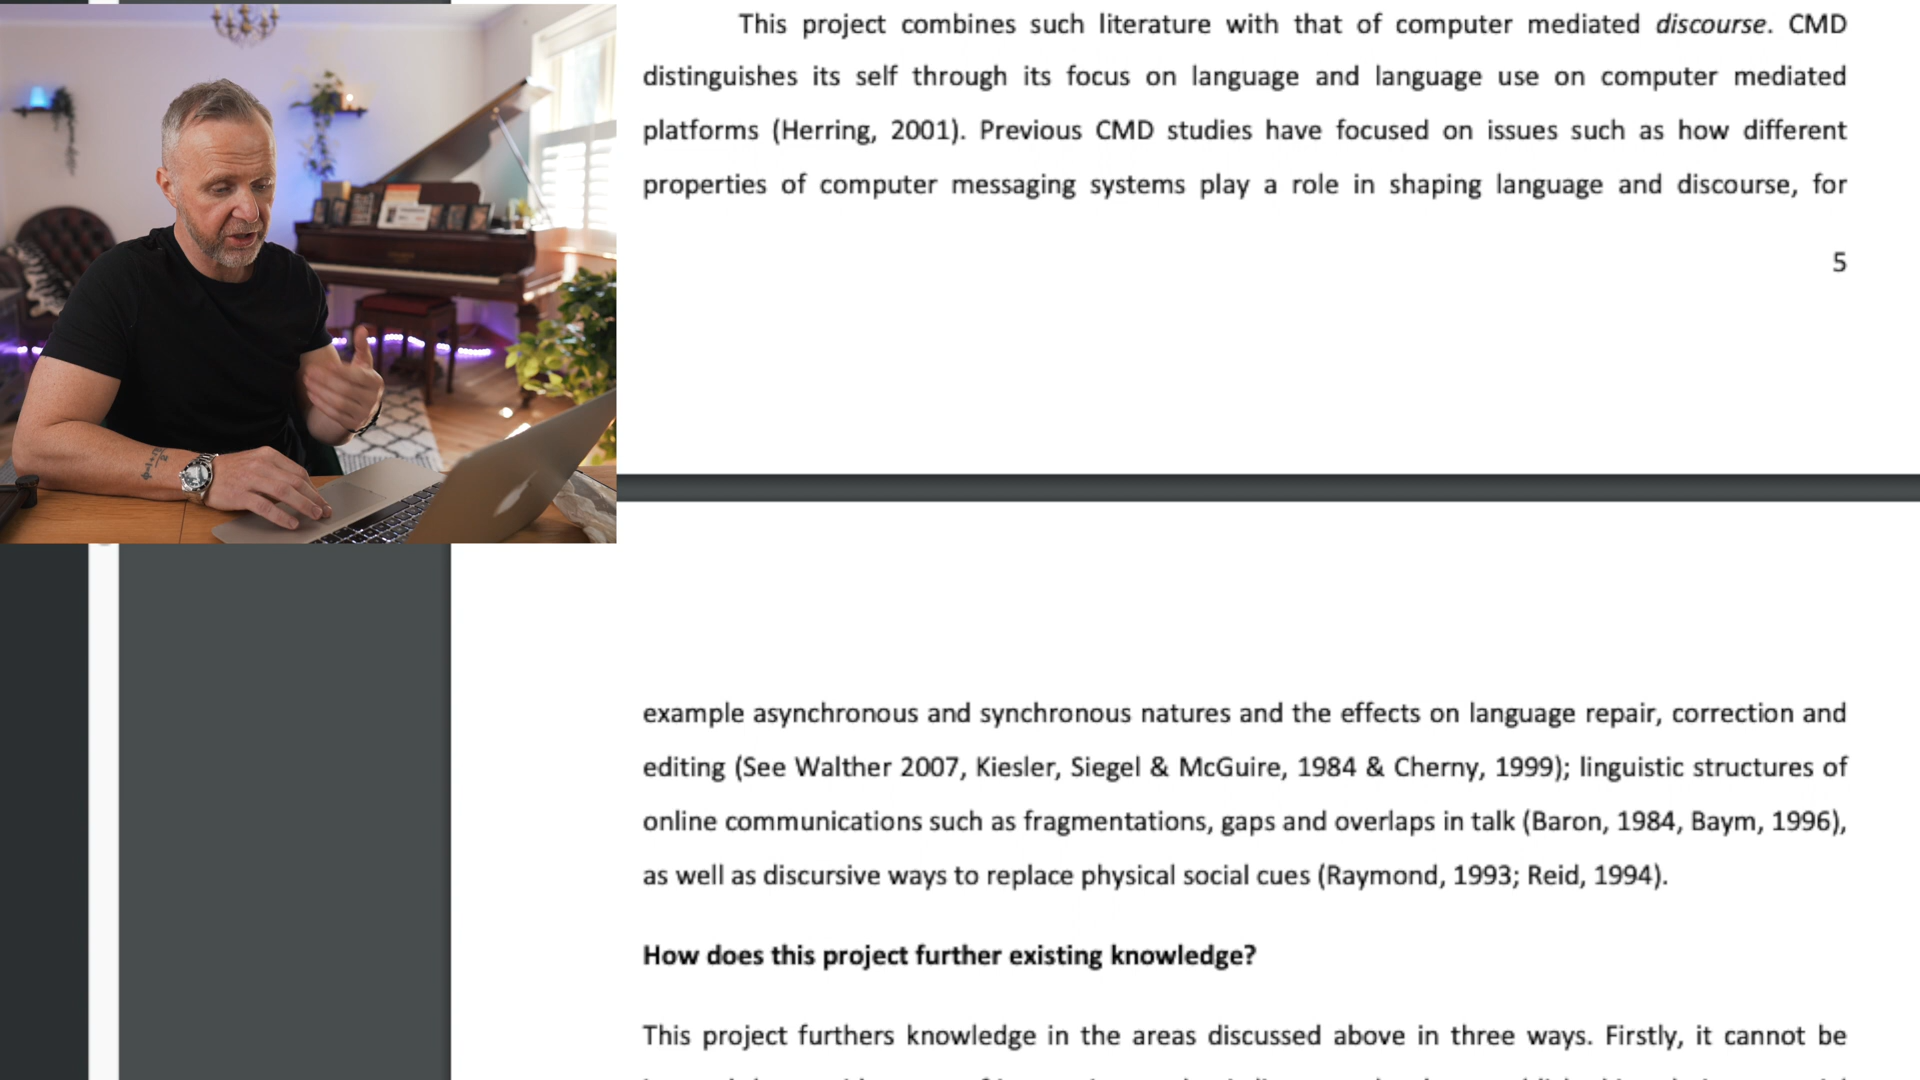 This project combines such literature with that of computer mediated discourse. CMD
distinguishes its self through its focus on language and language use on computer mediated
platforms (Herring, 2001). Previous CMD studies have focused on issues such as how different
properties of computer messaging systems play a role in shaping language and discourse, for
5
example asynchronous and synchronous natures and the effects on language repair, correction and
editing (See Walther 2007, Kiesler, Siegel & McGuire, 1984 & Cherny, 1999); linguistic structures of
online communications such as fragmentations, gaps and overlaps in talk (Baron, 1984, Baym, 1996),
as well as discursive ways to replace physical social cues (Raymond, 1993; Reid, 1994).
How does this project further existing knowledge?
This project furthers knowledge in the areas discussed above in three ways. Firstly, it cannot be